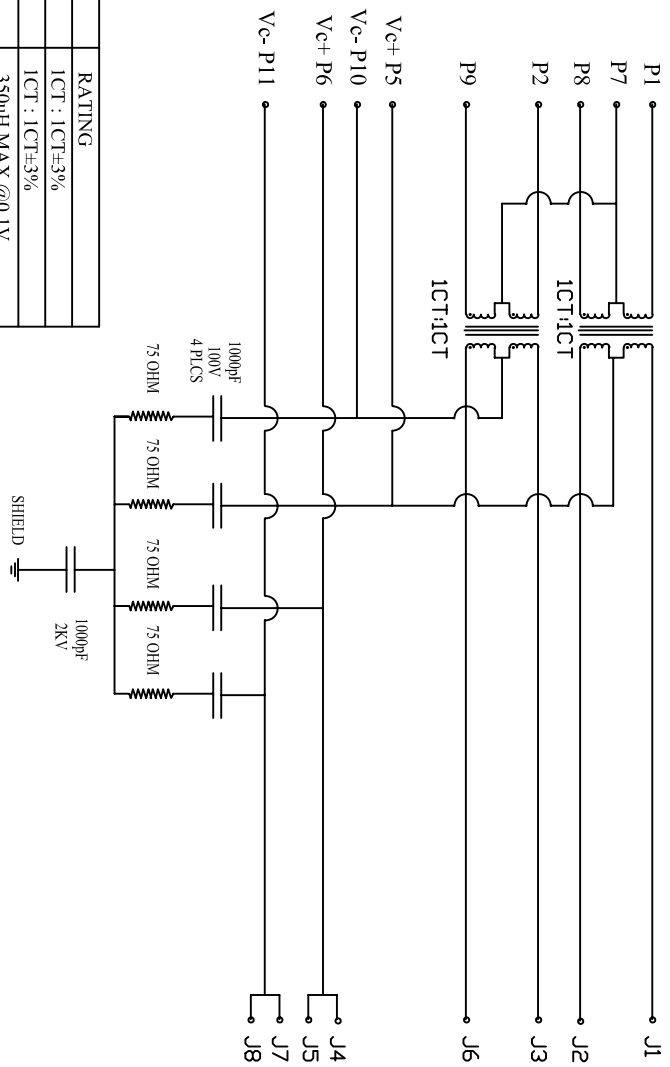 P1
J1
P7
P8
J2
1CT:1CT
P2
J3
P9
J6
1CT:1CT
Vc+ P5
Vc- P10
Vc+ P6
J4
J5
Vc- P11
J7
J8
1000pF
100V
4 PLCS
75 OHM
75 OHM
75 OHM
75 OHM
1000pF
2KV
SHIELD
RATING
1CT : 1CT±3%
1CT : 1CT±3%
350uH MAX @0.1V